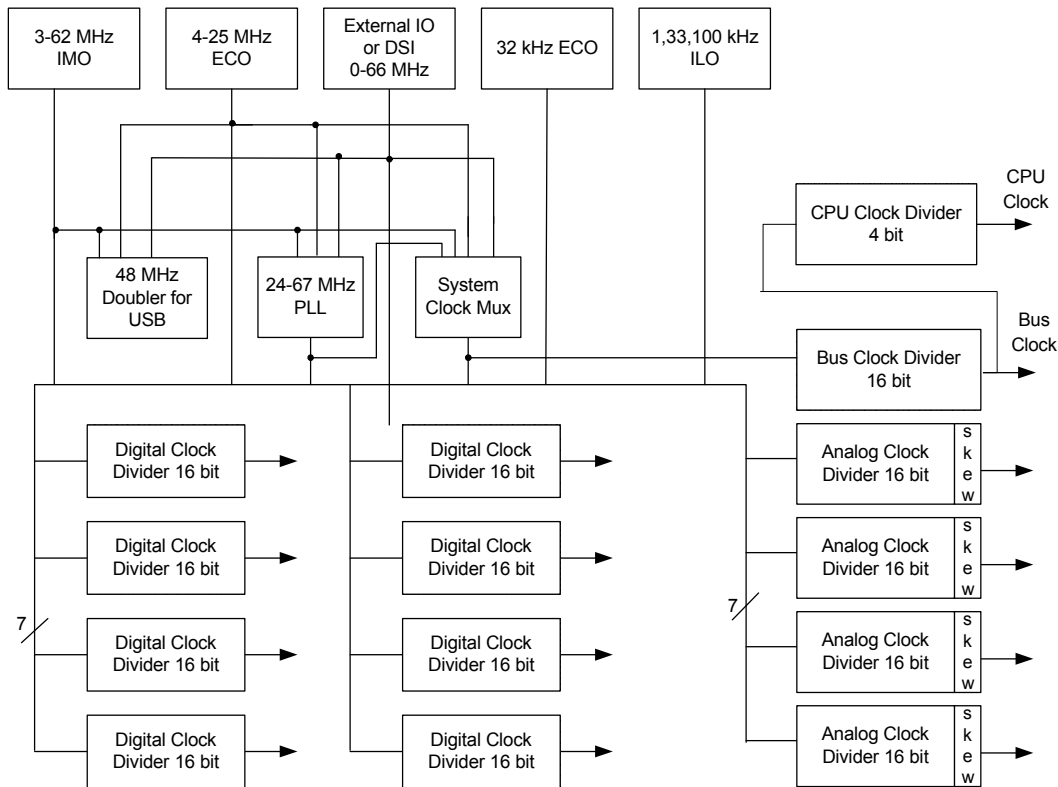 3-62 MHz
IMO
4-25 MHz
ECO
External IO
or DSI
0-66 MHz
32 kHz ECO
1,33,100 kHz
ILO
CPU
Clock
CPU Clock Divider
4 bit
48 MHz
Doubler for
USB
24-67 MHz
PLL
System
Clock Mux
Bus
Clock
Bus Clock Divider
16 bit
Digital Clock
Divider 16 bit
Digital Clock
Divider 16 bit
Analog Clock
Divider 16 bit
s
k
e
w
Digital Clock
Divider 16 bit
Digital Clock
Divider 16 bit
Analog Clock
Divider 16 bit
s
k
e
w
7
7
Digital Clock
Divider 16 bit
Digital Clock
Divider 16 bit
Analog Clock
Divider 16 bit
s
k
e
w
Digital Clock
Divider 16 bit
Digital Clock
Divider 16 bit
Analog Clock
Divider 16 bit
s
k
e
w